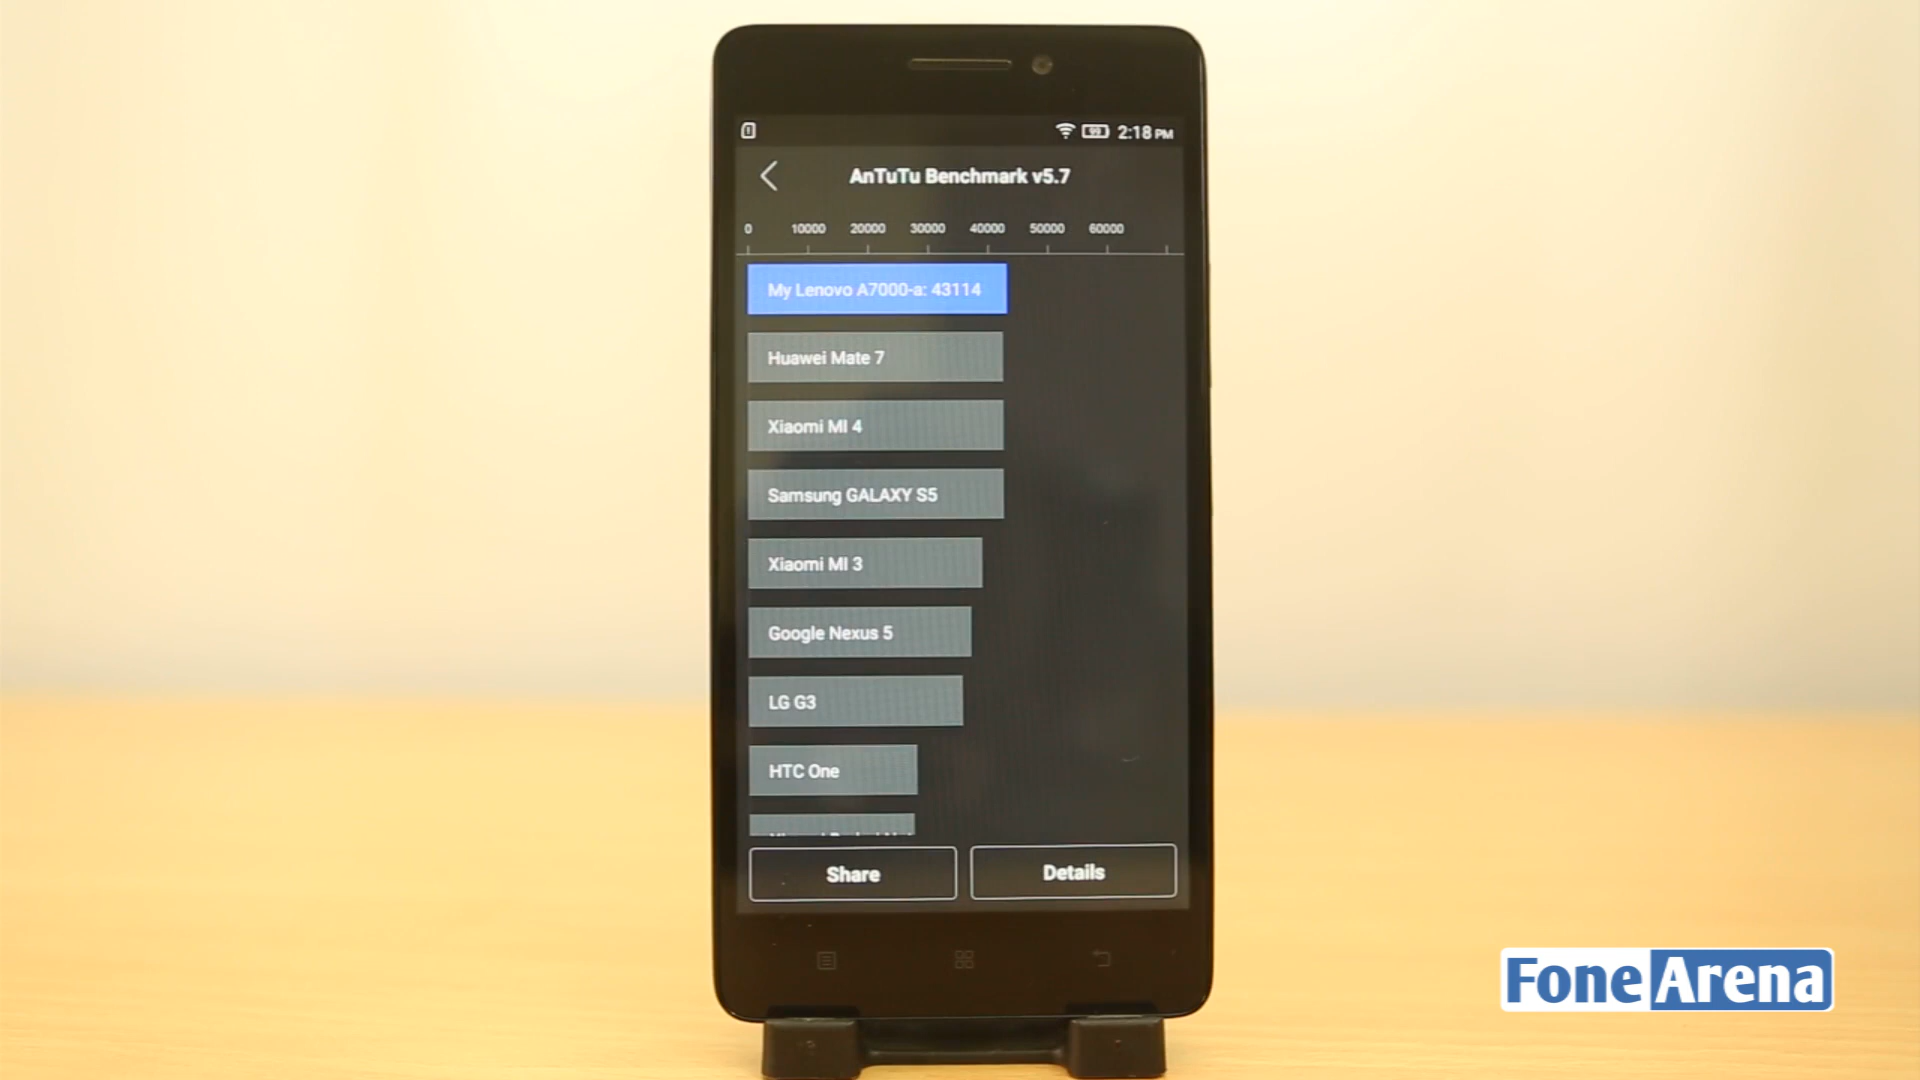 99 2:18 PM
AnTuTu Benchmark v5.7
0 10000 20000 30000 40000 50000 60000
My Lenovo A7000-a: 43114
Huawei Mate 7
Xiaomi MI 4
Samsung GALAXY S5
Xiaomi MI 3
Google Nexus 5
LG G3
HTC One
Share Details
FoneArena